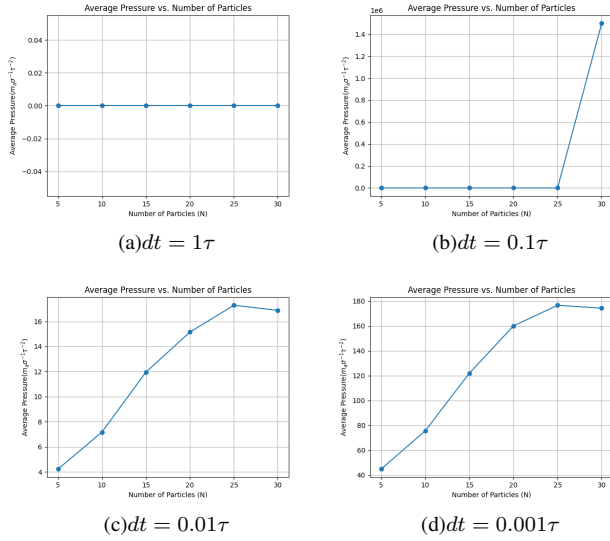 Average Pressure vs. Number of Particles
Average Pressure(mₐσ⁻¹τ⁻²)
0.04
0.02
0.00
−0.02
−0.04
5 10 15 20 25 30
Number of Particles (N)
(a)dt = 1τ
Average Pressure vs. Number of Particles
1e6
Average Pressure(mₐσ⁻¹τ⁻²)
1.4
1.2
1.0
0.8
0.6
0.4
0.2
0.0
5 10 15 20 25 30
Number of Particles (N)
(b)dt = 0.1τ
Average Pressure vs. Number of Particles
Average Pressure(mₐσ⁻¹τ⁻²)
16
14
12
10
8
6
4
5 10 15 20 25 30
Number of Particles (N)
(c)dt = 0.01τ
Average Pressure vs. Number of Particles
Average Pressure(mₐσ⁻¹τ⁻²)
180
160
140
120
100
80
60
40
5 10 15 20 25 30
Number of Particles (N)
(d)dt = 0.001τ